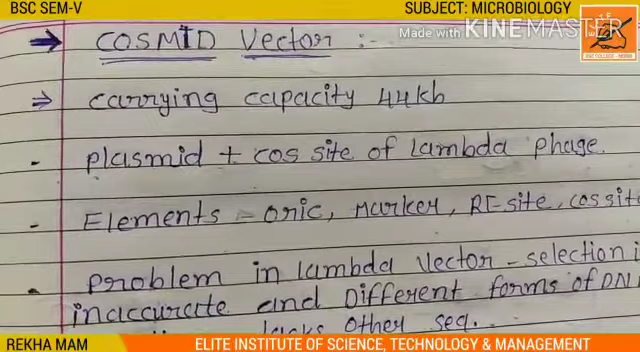 BSC SEM-V
SUBJECT: MICROBIOLOGY
Made with KINEMASTER
COSMID Vector :-
⇒ Carrying capacity 44kb
- Plasmid + cos site of Lambda phage.
- Elements - oric, Marker, RE-site, cos site
- Problem in Lambda Vector - selection i
inaccurate and Different forms of DN
lacks other seq.
REKHA MAM
ELITE INSTITUTE OF SCIENCE, TECHNOLOGY & MANAGEMENT